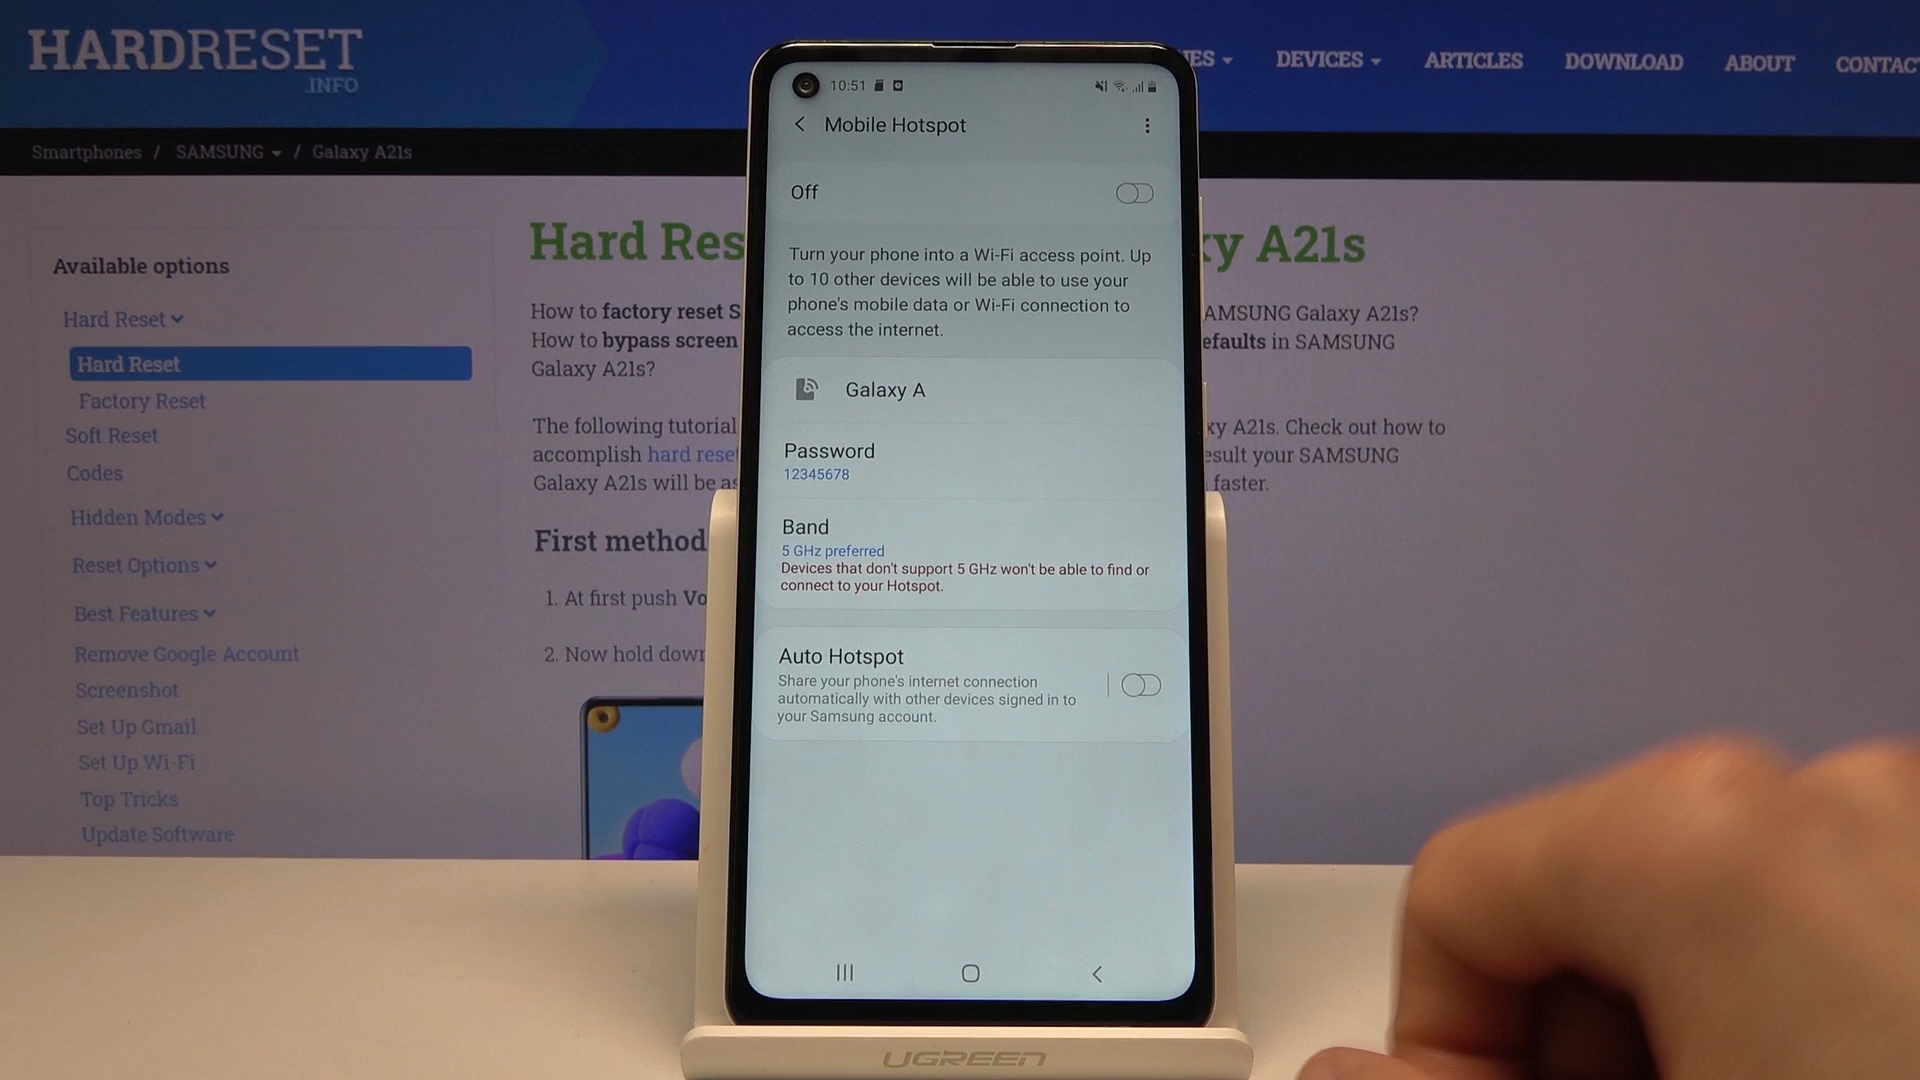 HARDRESET
.INFO
DEVICES
ARTICLES
DOWNLOAD
ABOUT
Smartphones / SAMSUNG / Galaxy A21s
Available options
Hard Reset
Hard Reset
Factory Reset
Soft Reset
Codes
Hidden Modes
Reset Options
Best Features
Remove Google Account
Screenshot
Set Up Gmail
Set Up Wi-Fi
Top Tricks
Update Software
Hard Res
y A21s
How to factory reset S
AMSUNG Galaxy A21s?
How to bypass screen
efaults in SAMSUNG
Galaxy A21s?
The following tutorial
xy A21s. Check out how to
accomplish hard reset
esult your SAMSUNG
Galaxy A21s will be as
faster.
First method
1. At first push Vo
2. Now hold down
10:51
Mobile Hotspot
Off
Turn your phone into a Wi-Fi access point. Up
to 10 other devices will be able to use your
phone's mobile data or Wi-Fi connection to
access the internet.
Galaxy A
Password
12345678
Band
5 GHz preferred
Devices that don't support 5 GHz won't be able to find or
connect to your Hotspot.
Auto Hotspot
Share your phone's internet connection
automatically with other devices signed in to
your Samsung account.
UGREEN